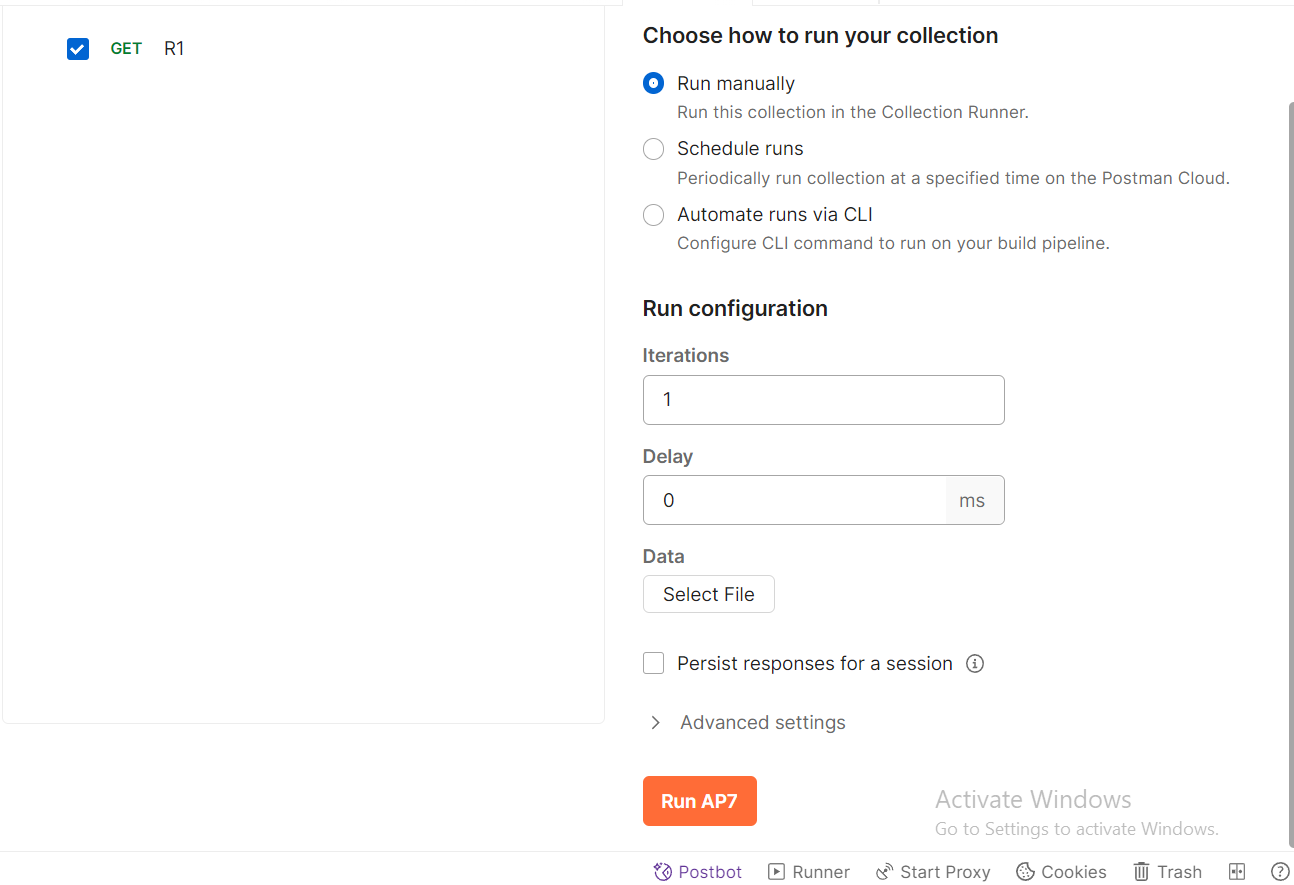 GET R1
Choose how to run your collection
Run manually
Run this collection in the Collection Runner.
Schedule runs
Periodically run collection at a specified time on the Postman Cloud.
Automate runs via CLI
Configure CLI command to run on your build pipeline.
Run configuration
Iterations
1
Delay
0 ms
Data
Select File
Persist responses for a session
Advanced settings
Run AP7
Activate Windows
Go to Settings to activate Windows.
Postbot Runner Start Proxy Cookies Trash